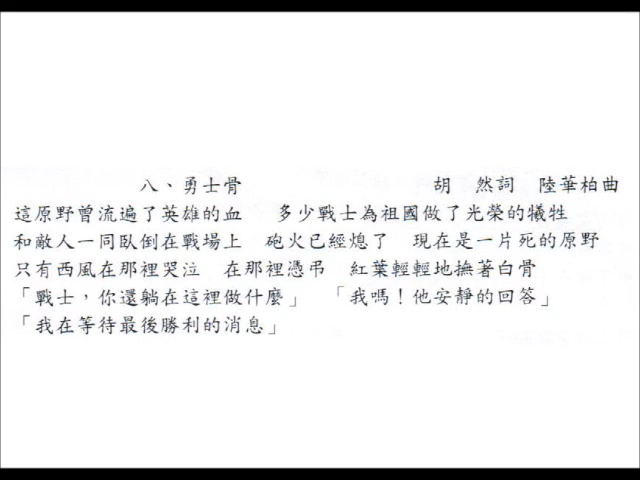 八、勇士骨 胡 然詞 陸華柏曲
這原野曾流遍了英雄的血 多少戰士為祖國做了光榮的犧牲
和敵人一同臥倒在戰場上 砲火已經熄了 現在是一片死的原野
只有西風在那裡哭泣 在那裡憑弔 紅葉輕輕地撫著白骨
「戰士，你還躺在這裡做什麼」 「我嗎！他安靜的回答」
「我在等待最後勝利的消息」